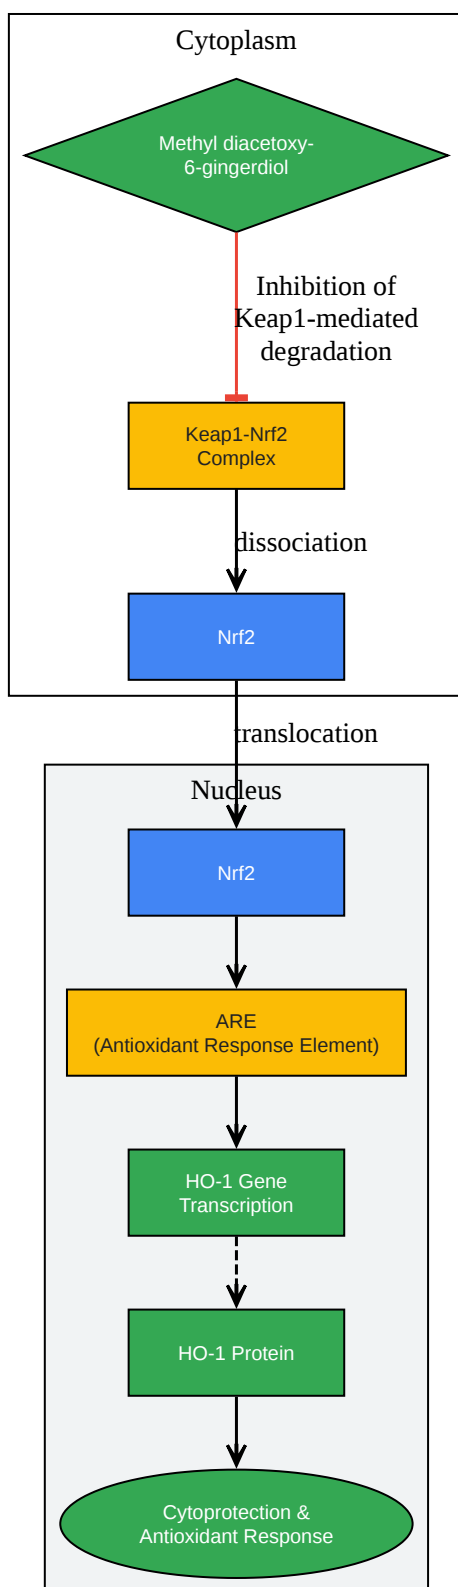 Cytoplasm
Methyl diacetoxy-
6-gingerdiol
Inhibition of
Keap1-mediated
degradation
Keap1-Nrf2
Complex
dissociation
Nrf2
translocation
Nucleus
Nrf2
ARE
(Antioxidant Response Element)
HO-1 Gene
Transcription
HO-1 Protein
Cytoprotection &
Antioxidant Response